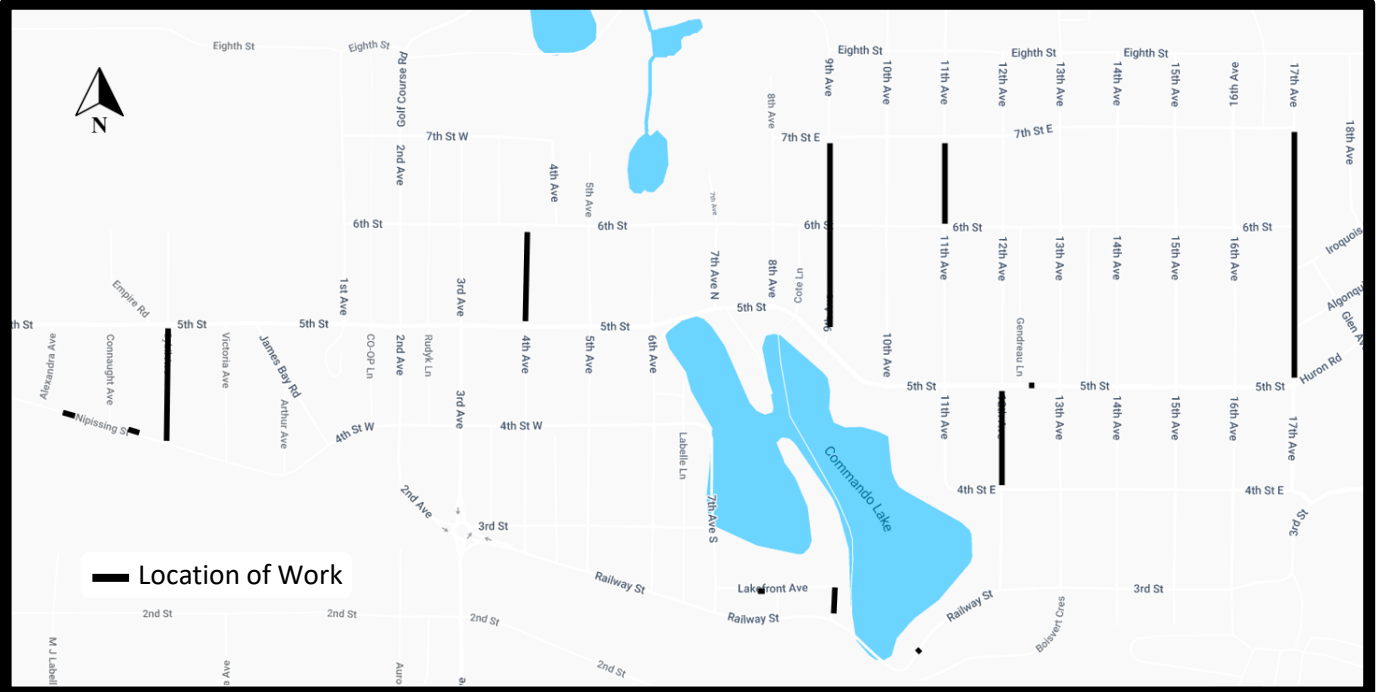 Eighth St
Eighth St
Golf Course Rd
Eighth St
Eighth St
Eighth St
9th Ave
10th Ave
11th Ave
12th Ave
13th Ave
14th Ave
15th Ave
16th Ave
17th Ave
18th Ave
N
8th Ave
7th St W
7th St E
7th St E
2nd Ave
4th Ave
5th Ave
7th Ave
6th St
6th St
6th St
6th St
Iroquois
11th Ave
12th Ave
13th Ave
14th Ave
15th Ave
16th Ave
1st Ave
3rd Ave
7th Ave N
8th Ave
Cote Ln
Algonqu
Empire Rd
5th St
5th St
5th St
5th St
Glen Av
Alexandra Ave
Connaught Ave
Victoria Ave
James Bay Rd
CO-OP Ln
2nd Ave
Rudyk Ln
4th Ave
5th Ave
6th Ave
10th Ave
Gendreau Ln
Huron Rd
5th St
5th St
5th St
Nipissing St
Arthur Ave
3rd Ave
4th St W
4th St W
Labelle Ln
11th Ave
13th Ave
14th Ave
15th Ave
16th Ave
17th Ave
Commando Lake
4th St E
4th St E
2nd Ave
3rd St
7th Ave S
3rd St
Location of Work
Railway St
Lakefront Ave
Railway St
Railway St
3rd St
2nd St
2nd St
2nd St
2nd St
Boisvert Cres
M J Labell